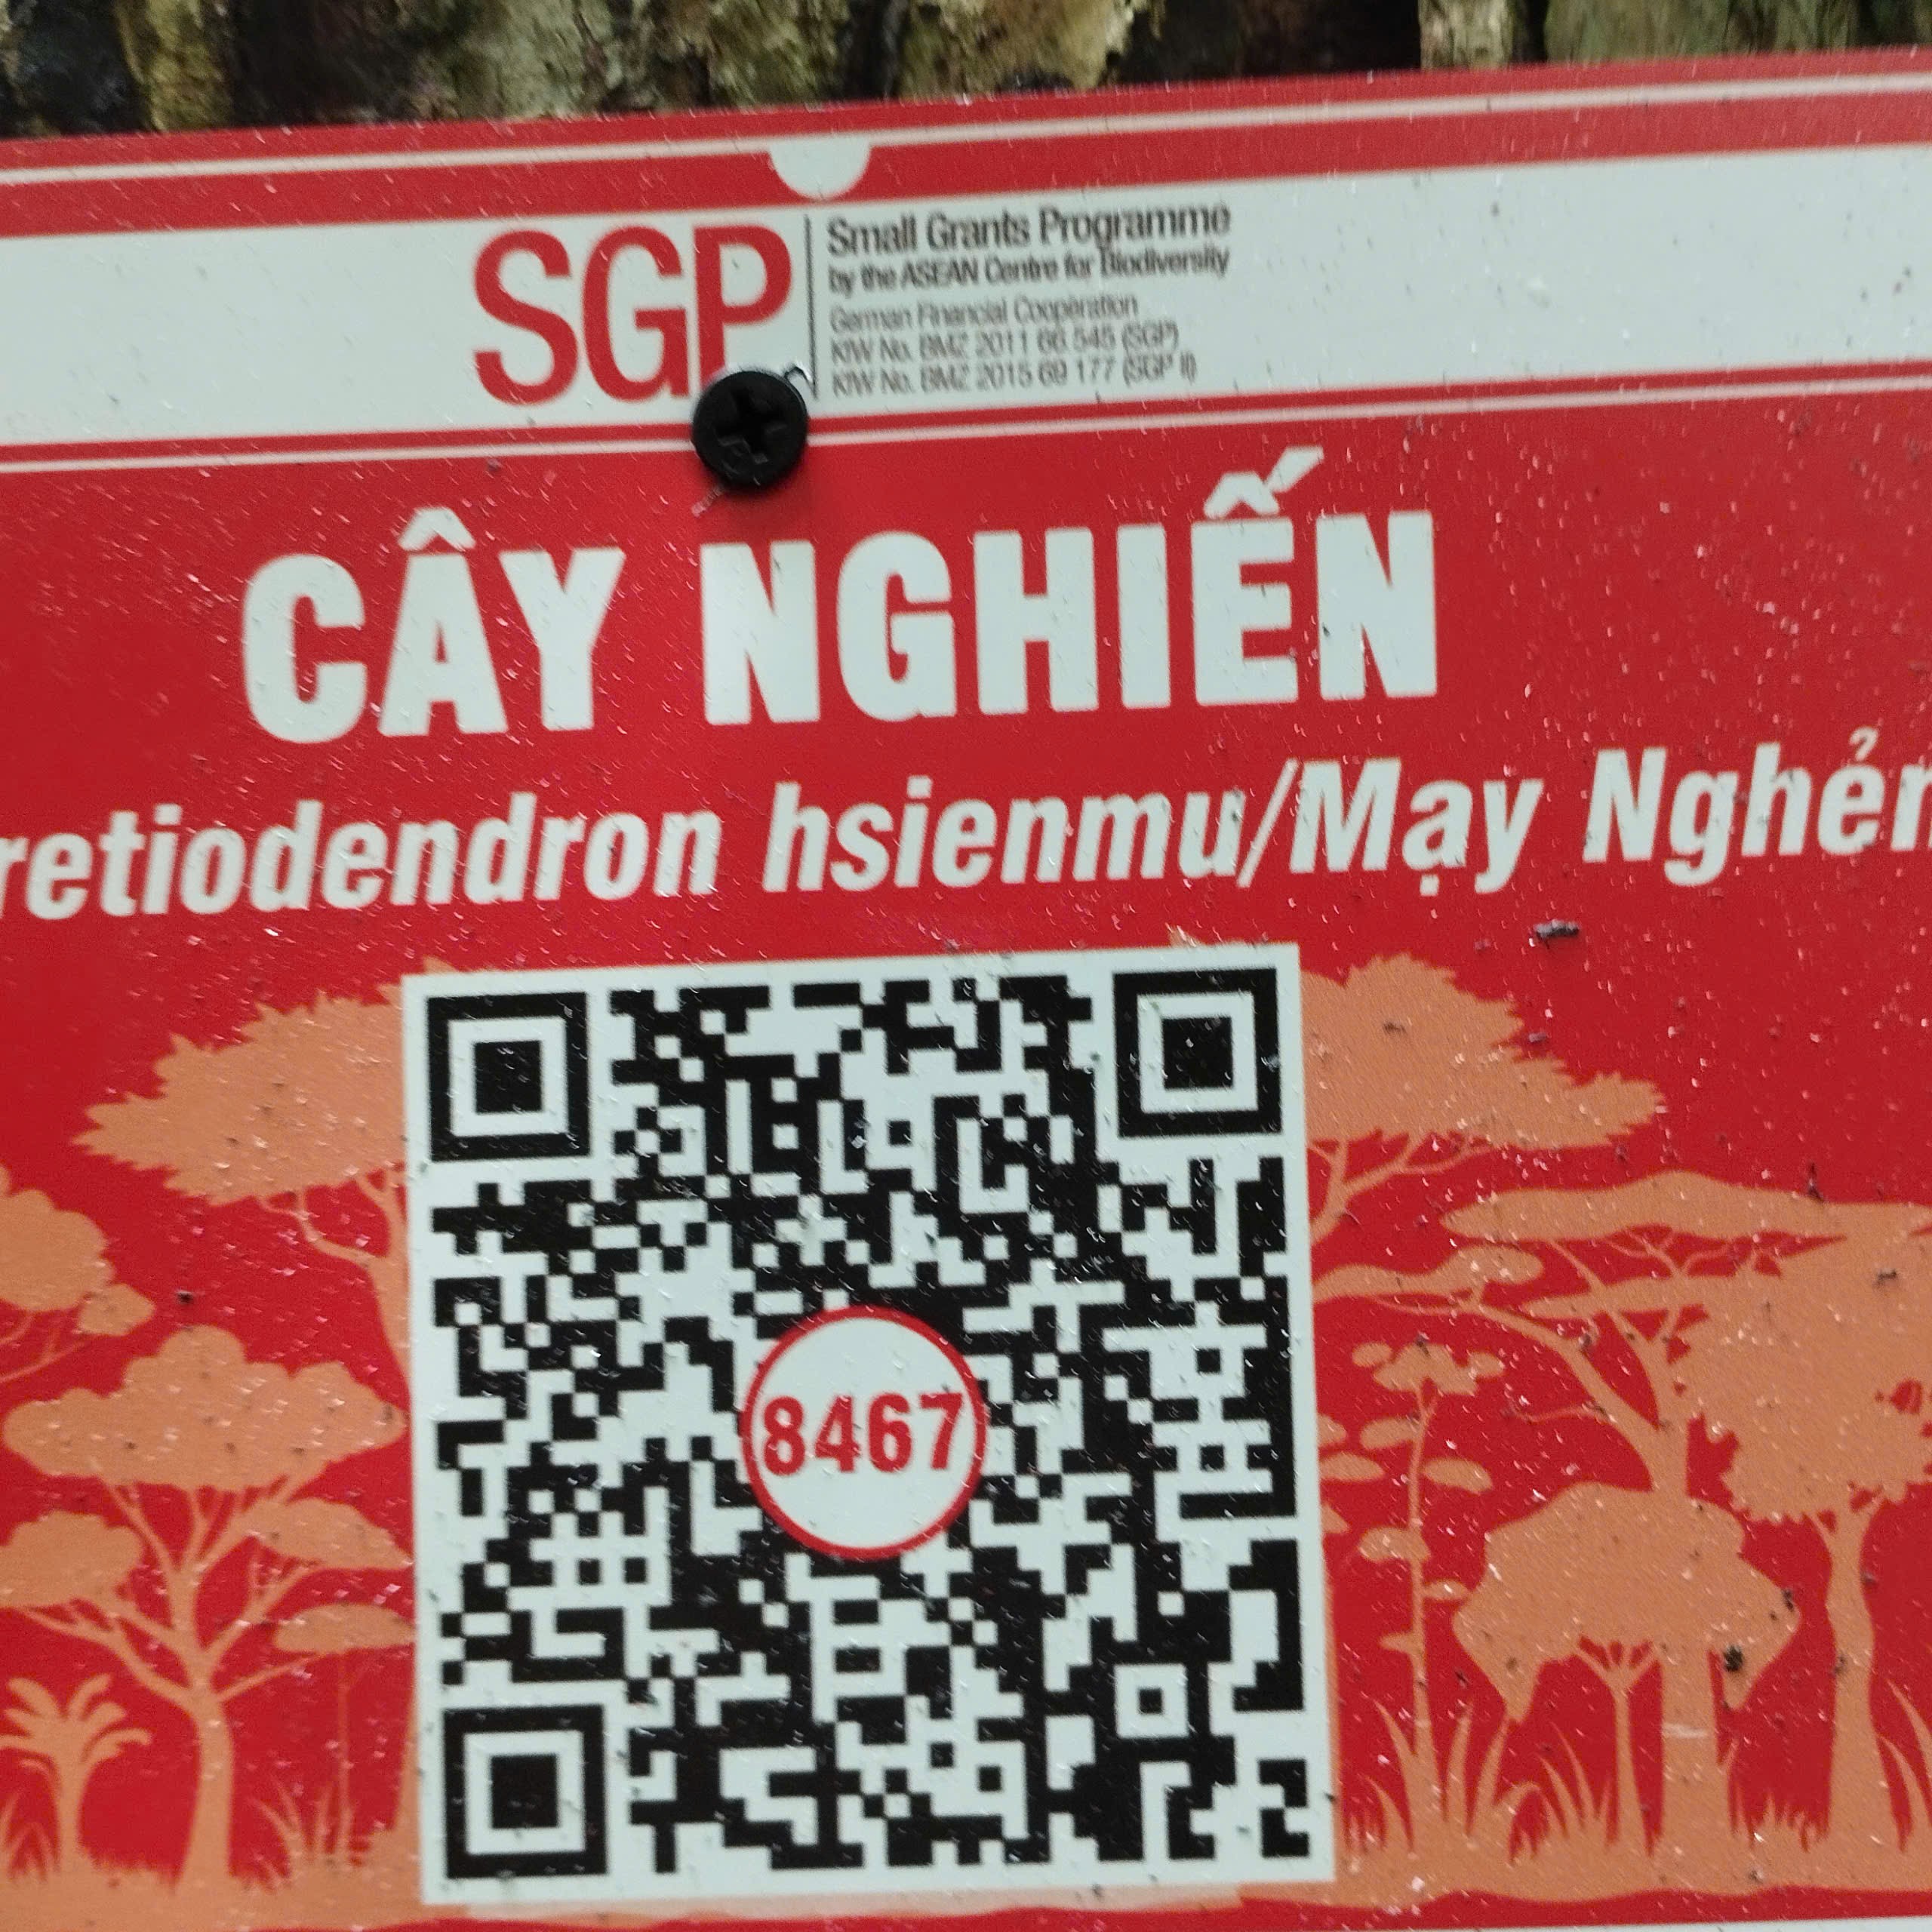 SGP
Small Grants Programme
by the ASEAN Centre for Biodiversity
German Financial Cooperation
KfW No. BMZ 2011 66 545 (SGP)
KfW No. BMZ 2015 69 177 (SGP II)
CÂY NGHIẾN
retiodendron hsienmu/Mạy Nghẻn
8467